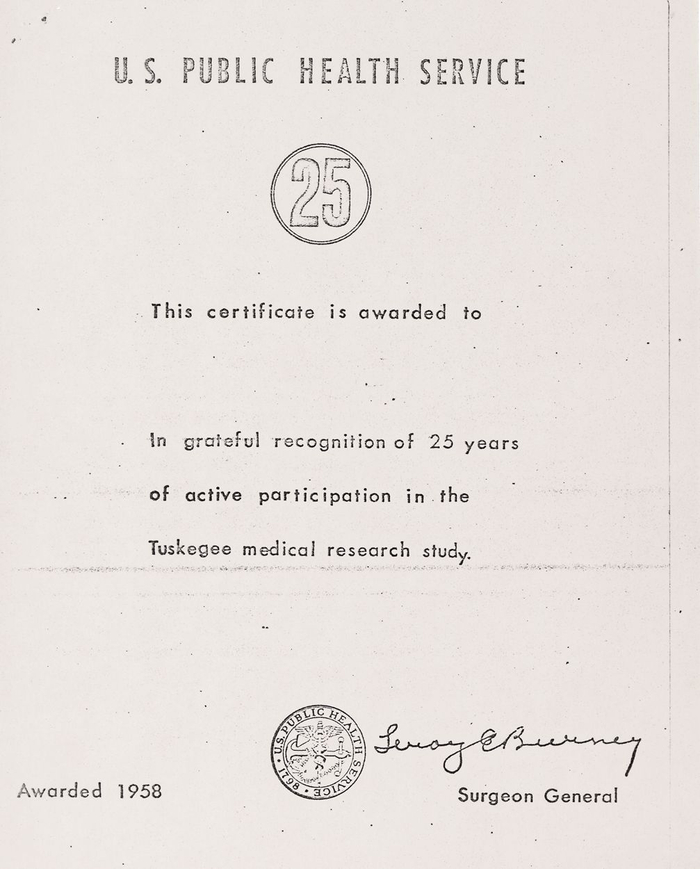 U.S. PUBLIC HEALTH SERVICE
25
This certificate is awarded to
In grateful recognition of 25 years
of active participation in the
Tuskegee medical research study.
U.S. PUBLIC HEALTH SERVICE • 1798 •
Leroy E Burney
Awarded 1958
Surgeon General